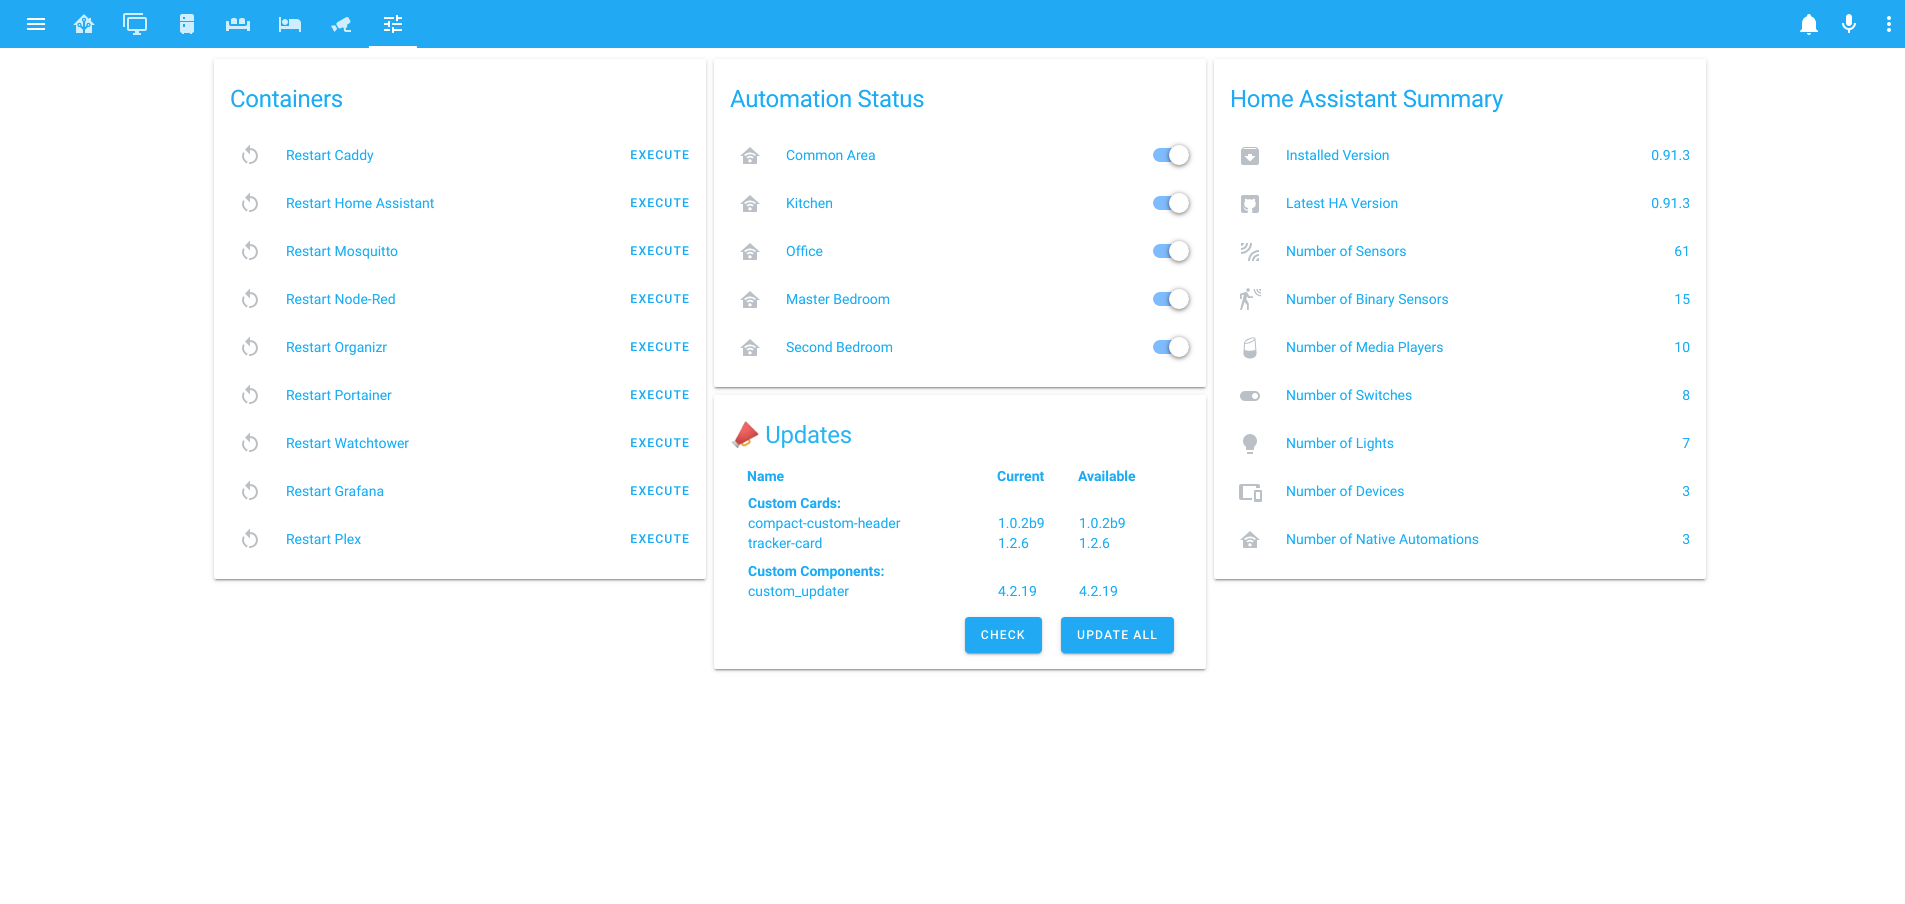 Containers
Restart Caddy EXECUTE
Restart Home Assistant EXECUTE
Restart Mosquitto EXECUTE
Restart Node-Red EXECUTE
Restart Organizr EXECUTE
Restart Portainer EXECUTE
Restart Watchtower EXECUTE
Restart Grafana EXECUTE
Restart Plex EXECUTE
Automation Status
Common Area
Kitchen
Office
Master Bedroom
Second Bedroom
Updates
Name Current Available
Custom Cards:
compact-custom-header 1.0.2b9 1.0.2b9
tracker-card 1.2.6 1.2.6
Custom Components:
custom_updater 4.2.19 4.2.19
CHECK UPDATE ALL
Home Assistant Summary
Installed Version 0.91.3
Latest HA Version 0.91.3
Number of Sensors 61
Number of Binary Sensors 15
Number of Media Players 10
Number of Switches 8
Number of Lights 7
Number of Devices 3
Number of Native Automations 3